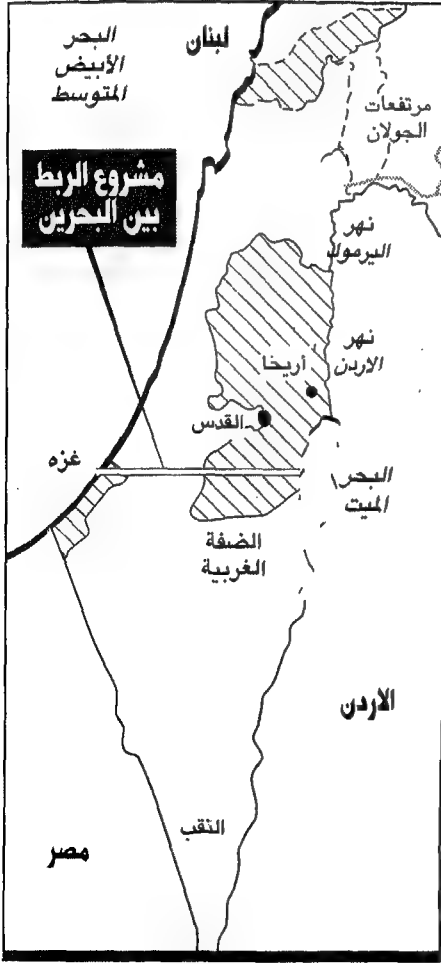 البحر
الأبيض
المتوسط
لبنان
مرتفعات
الجولان
مشروع الربط
بين البحرين
نهر
اليرموك
نهر
الاردن
أريخا
القدس
غزه
البحر
الميت
الضفة
الغربية
الاردن
النقب
مصر